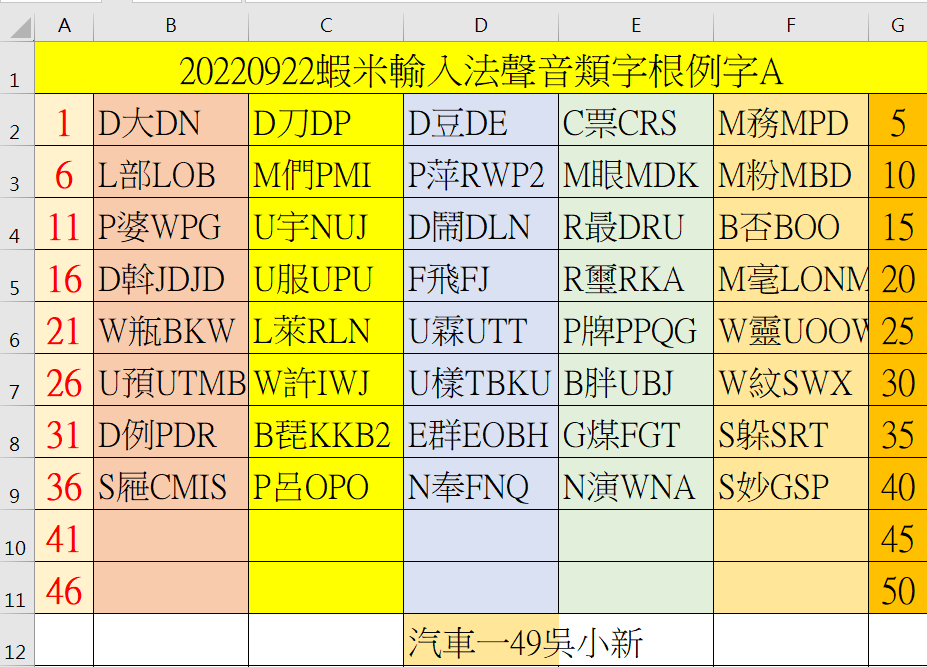 A B C D E F G
1 20220922蝦米輸入法聲音類字根例字A
2 1 D大DN D刀DP D豆DE C票CRS M務MPD 5
3 6 L部LOB M們PMI P萍RWP2 M眼MDK M粉MBD 10
4 11 P婆WPG U宇NUJ D鬧DLN R最DRU B否BOO 15
5 16 D斡JDJD U服UPU F飛FJ R璽RKA M毫LONM 20
6 21 W瓶BKW L萊RLN U霖UTT P牌PPQG W靈UOOW 25
7 26 U預UTMB W許IWJ U樣TBKU B胖UBJ W紋SWX 30
8 31 D例PDR B琵KKB2 E群EOBH G煤FGT S躲SRT 35
9 36 S屜CMIS P呂OPO N奉FNQ N演WNA S妙GSP 40
10 41 45
11 46 50
12 汽車一49吳小新